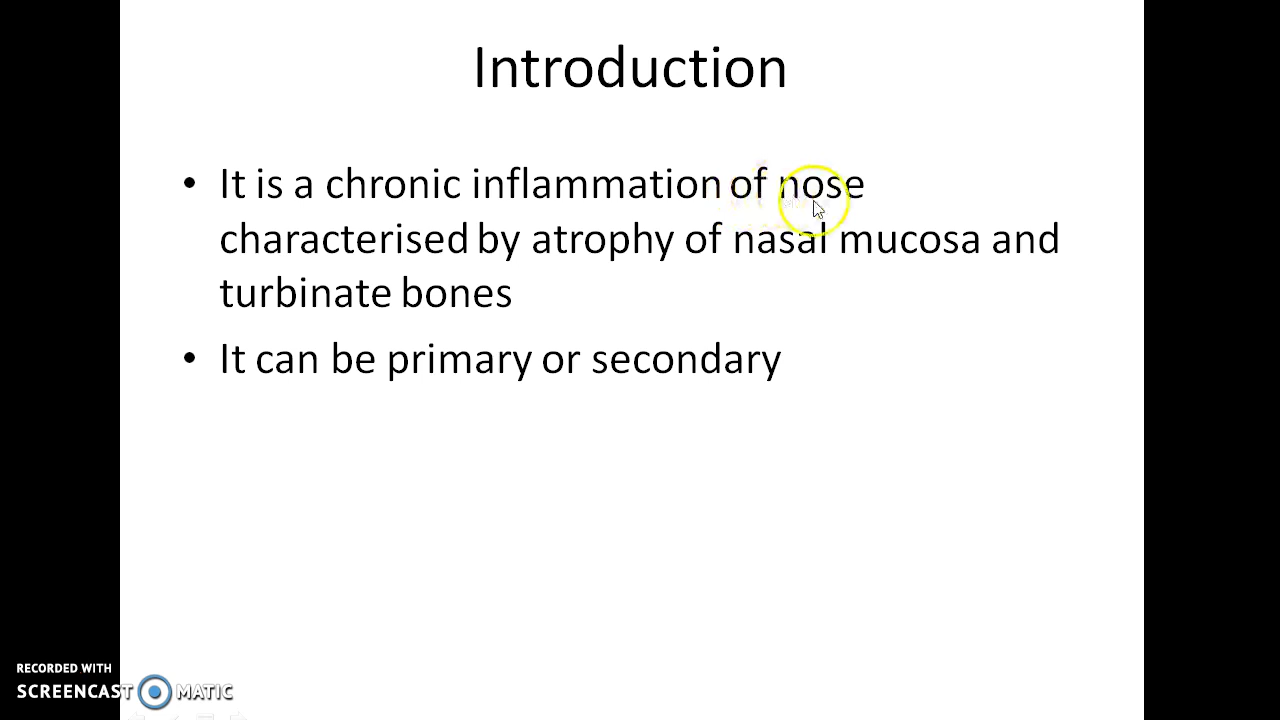 Introduction
• It is a chronic inflammation of nose
characterised by atrophy of nasal mucosa and
turbinate bones
• It can be primary or secondary
RECORDED WITH
SCREENCAST MATIC